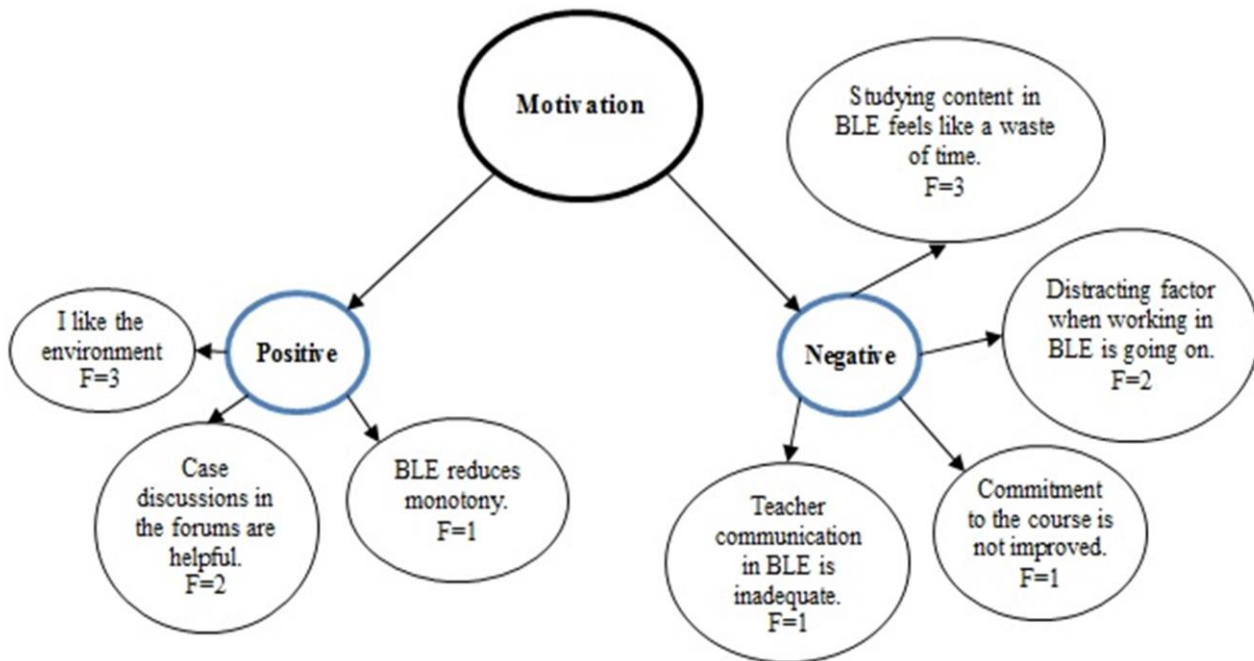 Motivation
Studying content in
BLE feels like a waste
of time.
F=3
Distracting factor
when working in
BLE is going on.
F=2
I like the
environment
F=3
Positive
Negative
Case
discussions in
the forums are
helpful.
F=2
BLE reduces
monotony.
F=1
Teacher
communication
in BLE is
inadequate.
F=1
Commitment
to the course is
not improved.
F=1